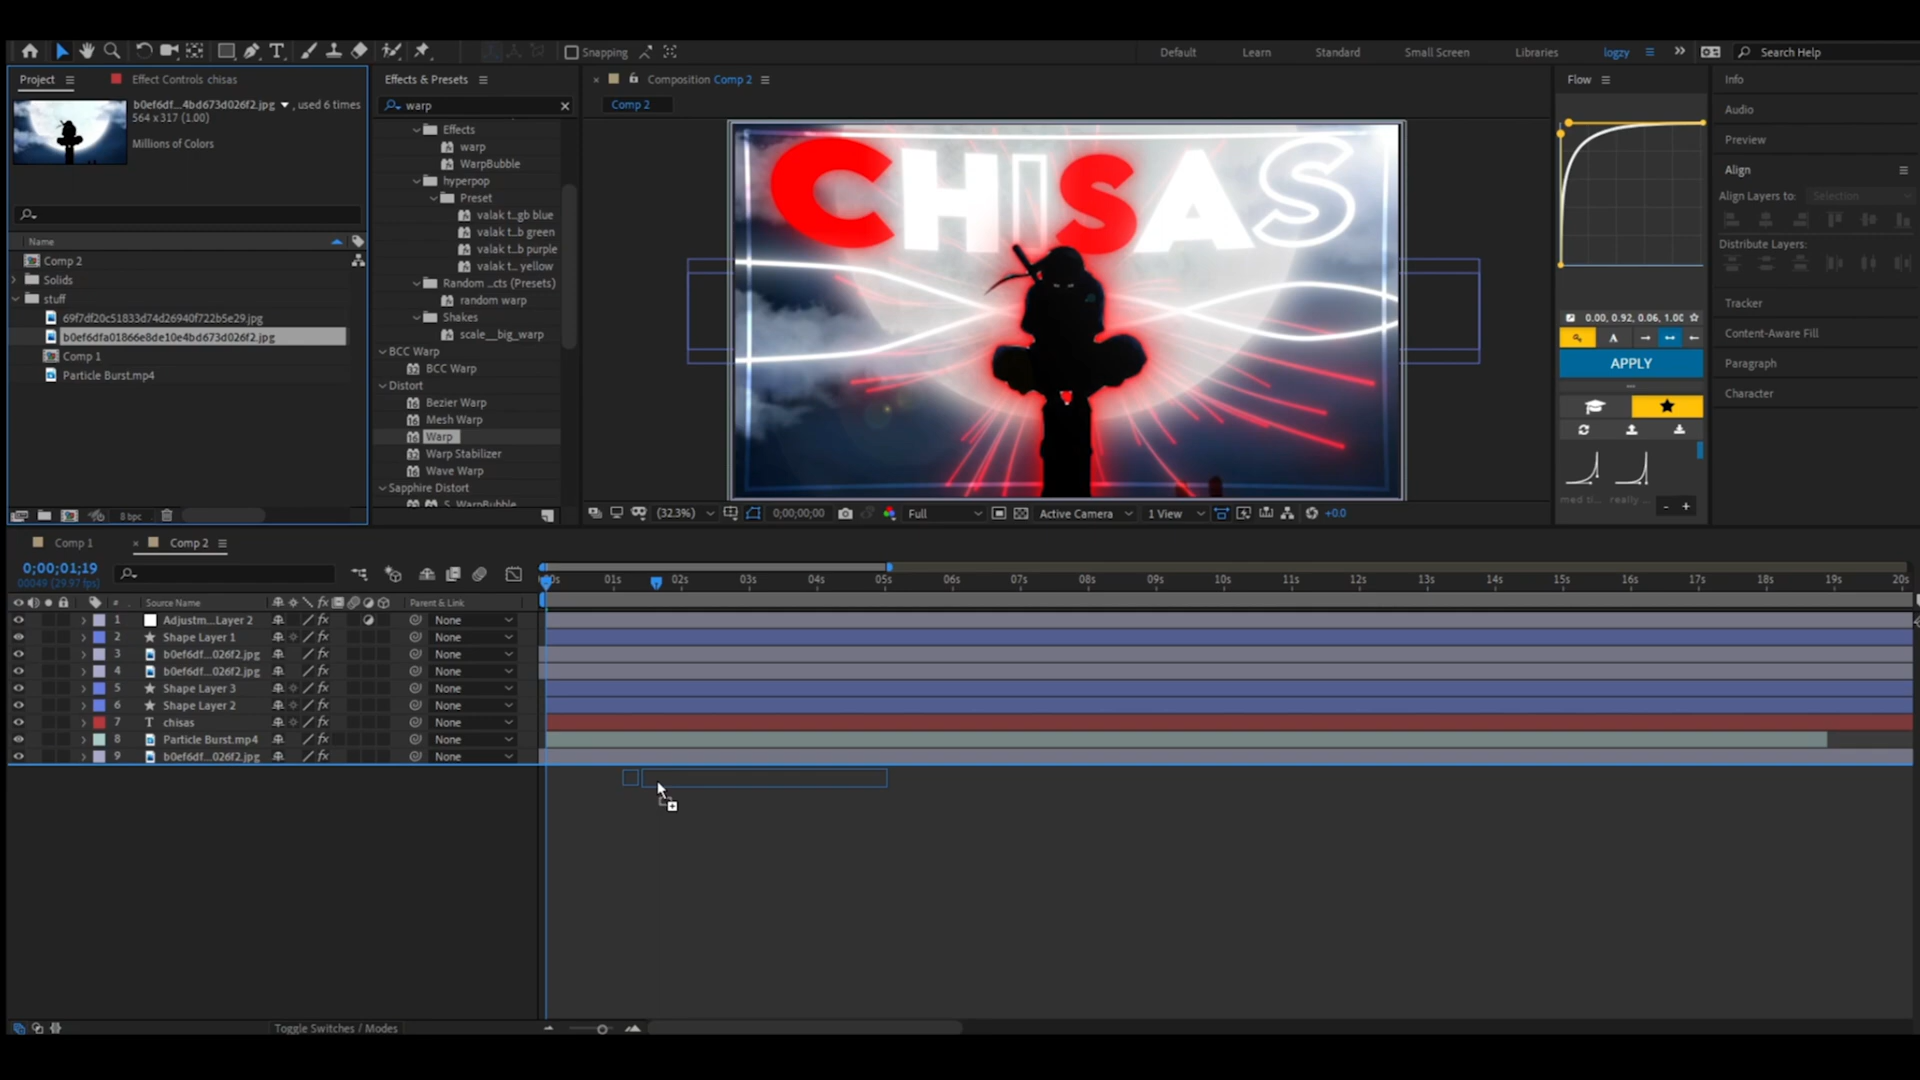 Snapping
Default
Learn
Standard
Small Screen
Libraries
logzy
Search Help
Project
Effect Controls chisas
b0ef6df...4bd673d026f2.jpg , used 6 times
564 x 317 (1.00)
Millions of Colors
Name
Comp 2
Solids
stuff
69f7df20c51833d74d26940f722b5e29.jpg
b0ef6dfa01866e8de10e4bd673d026f2.jpg
Comp 1
Particle Burst.mp4
8 bpc
Effects & Presets
warp
Effects
warp
WarpBubble
hyperpop
Preset
valak t...gb blue
valak t...b green
valak t...b purple
valak t... yellow
Random ...cts (Presets)
random warp
Shakes
scale__big_warp
BCC Warp
BCC Warp
Distort
Bezier Warp
Mesh Warp
Warp
Warp Stabilizer
Wave Warp
Sapphire Distort
S_WarpBubble
Composition Comp 2
Comp 2
CHISAS
(32.3%)
0;00;00;00
Full
Active Camera
1 View
+0.0
Flow
0.00, 0.92, 0.06, 1.00
APPLY
Info
Audio
Preview
Align
Align Layers to:
Selection
Distribute Layers:
Tracker
Content-Aware Fill
Paragraph
Character
Comp 1
Comp 2
0;00;01;19
00049 (29.97 fps)
01s 02s 03s 04s 05s 06s 07s 08s 09s 10s 11s 12s 13s 14s 15s 16s 17s 18s 19s 20s
# Source Name
Parent & Link
1 Adjustm...Layer 2 None
2 Shape Layer 1 None
3 b0ef6df...026f2.jpg None
4 b0ef6df...026f2.jpg None
5 Shape Layer 3 None
6 Shape Layer 2 None
7 T chisas None
8 Particle Burst.mp4 None
9 b0ef6df...026f2.jpg None
Toggle Switches / Modes